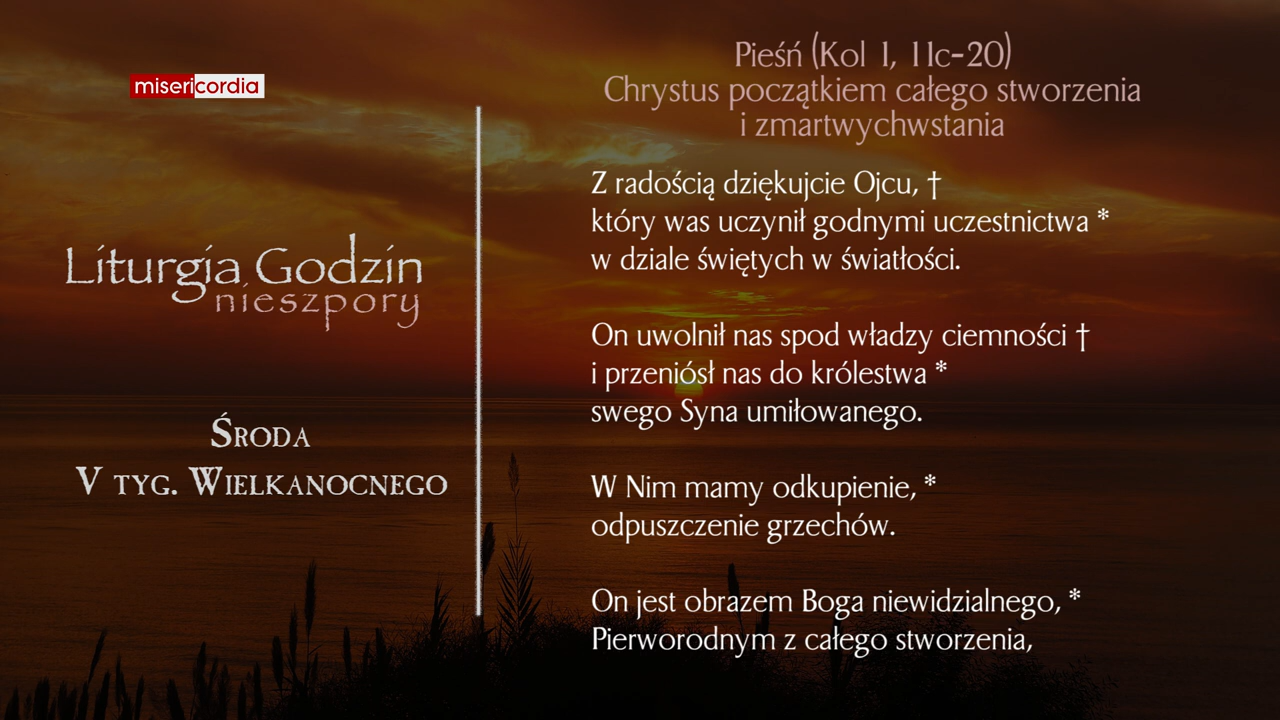 misericordia
Liturgia Godzin
nieszpory
Środa
V tyg. Wielkanocnego
Pieśń (Kol 1, 11c-20)
Chrystus początkiem całego stworzenia
i zmartwychwstania
Z radością dziękujcie Ojcu, †
który was uczynił godnymi uczestnictwa *
w dziale świętych w światłości.
On uwolnił nas spod władzy ciemności †
i przeniósł nas do królestwa *
swego Syna umiłowanego.
W Nim mamy odkupienie, *
odpuszczenie grzechów.
On jest obrazem Boga niewidzialnego, *
Pierworodnym z całego stworzenia,